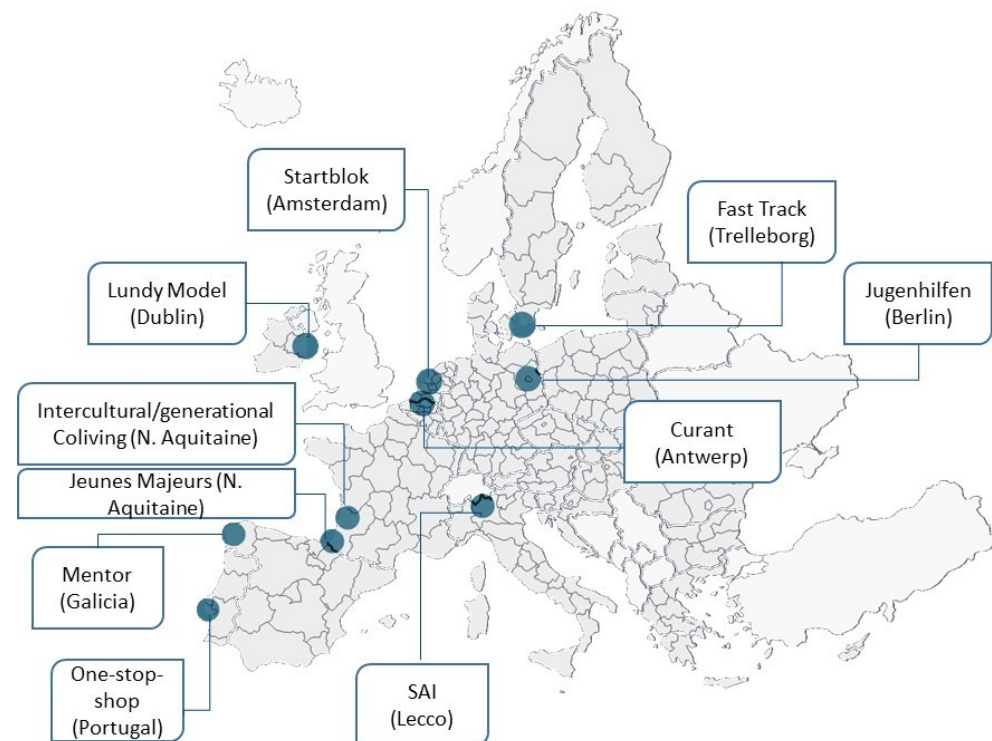 Startblok
(Amsterdam)
Fast Track
(Trelleborg)
Lundy Model
(Dublin)
Jugenhilfen
(Berlin)
Intercultural/generational
Coliving (N. Aquitaine)
Curant
(Antwerp)
Jeunes Majeurs (N.
Aquitaine)
Mentor
(Galicia)
One-stop-
shop
(Portugal)
SAI
(Lecco)